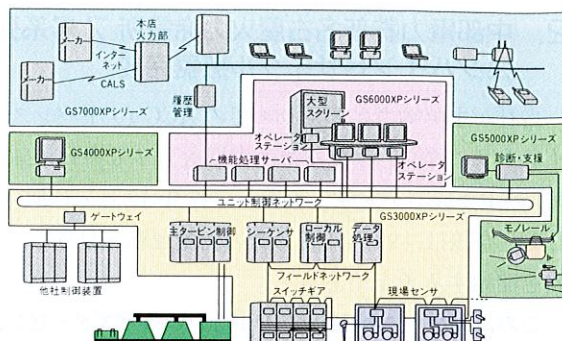 メーカー
メーカー
インターネット
CALS
本店
火力部
GS7000XPシリーズ
履歴
管理
大型
スクリーン
GS6000XPシリーズ
オペレータ
ステーション
オペレータ
ステーション
機能処理サーバー
GS4000XPシリーズ
GS5000XPシリーズ
診断・支援
ユニット制御ネットワーク
GS3000XPシリーズ
ゲートウェイ
他社制御装置
主タービン制御
シーケンサ
ローカル
制御
データ
処理
フィールドネットワーク
スイッチギア
現場センサ
モノレール